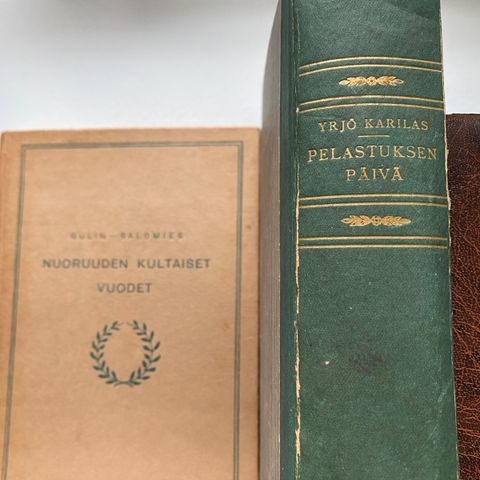 GULIN—SALOMIES
NUORUUDEN KULTAISET
VUODET
YRJÖ KARILAS
PELASTUKSEN
PÄIVÄ